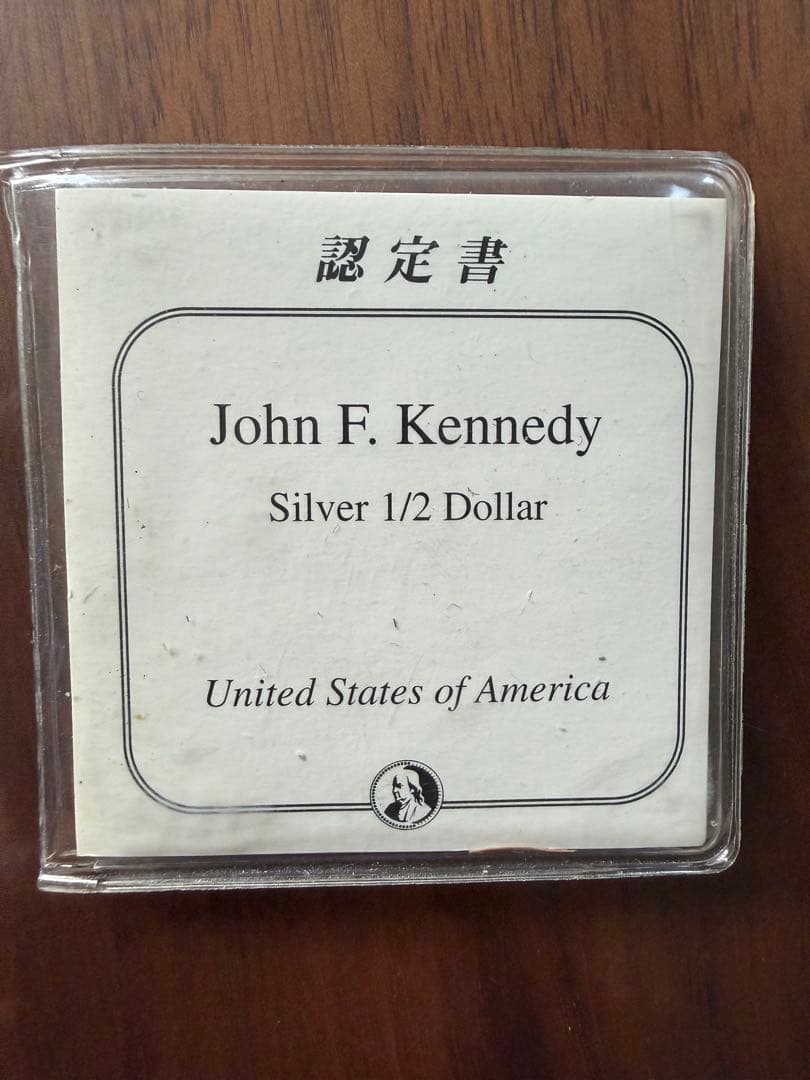 認定書
John F. Kennedy
Silver 1/2 Dollar
United States of America